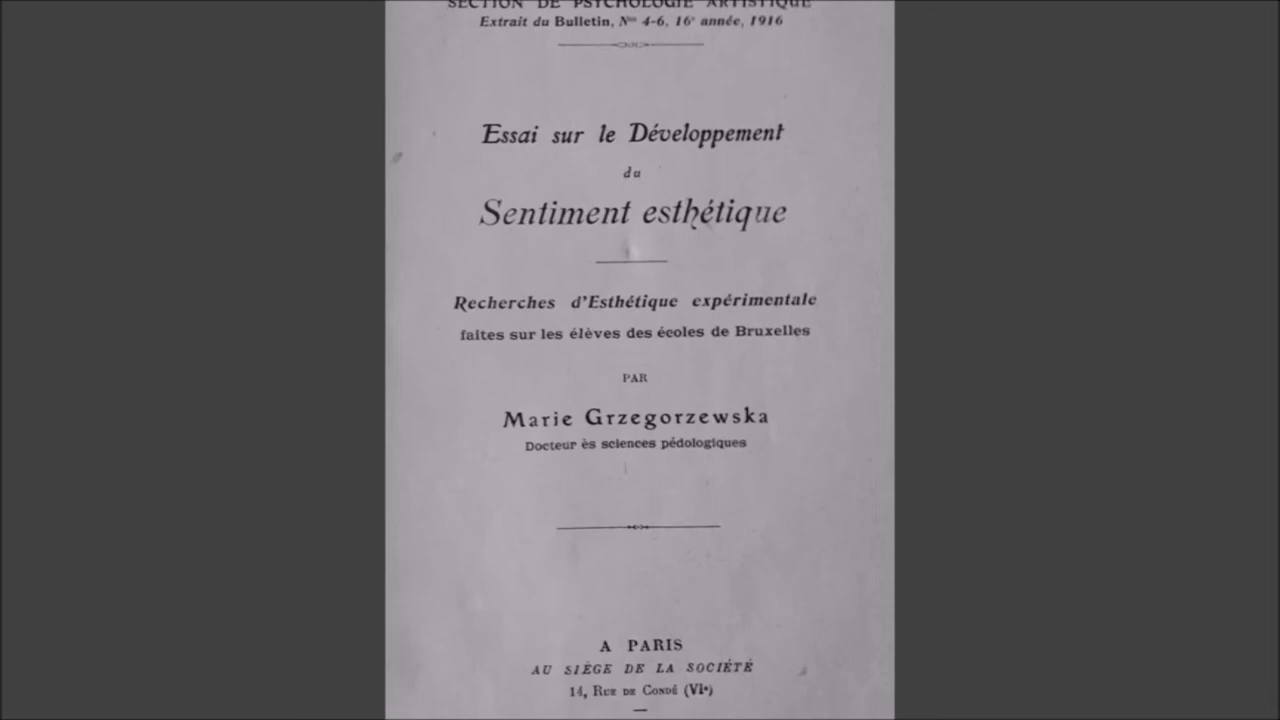 SECTION DE PSYCHOLOGIE ARTISTIQUE
Extrait du Bulletin, Nos 4-6, 16e année, 1916
Essai sur le Développement
du
Sentiment esthétique
Recherches d'Esthétique expérimentale
faites sur les élèves des écoles de Bruxelles
PAR
Marie Grzegorzewska
Docteur ès sciences pédologiques
A PARIS
AU SIÈGE DE LA SOCIÉTÉ
14, RUE DE CONDÉ (VIe)